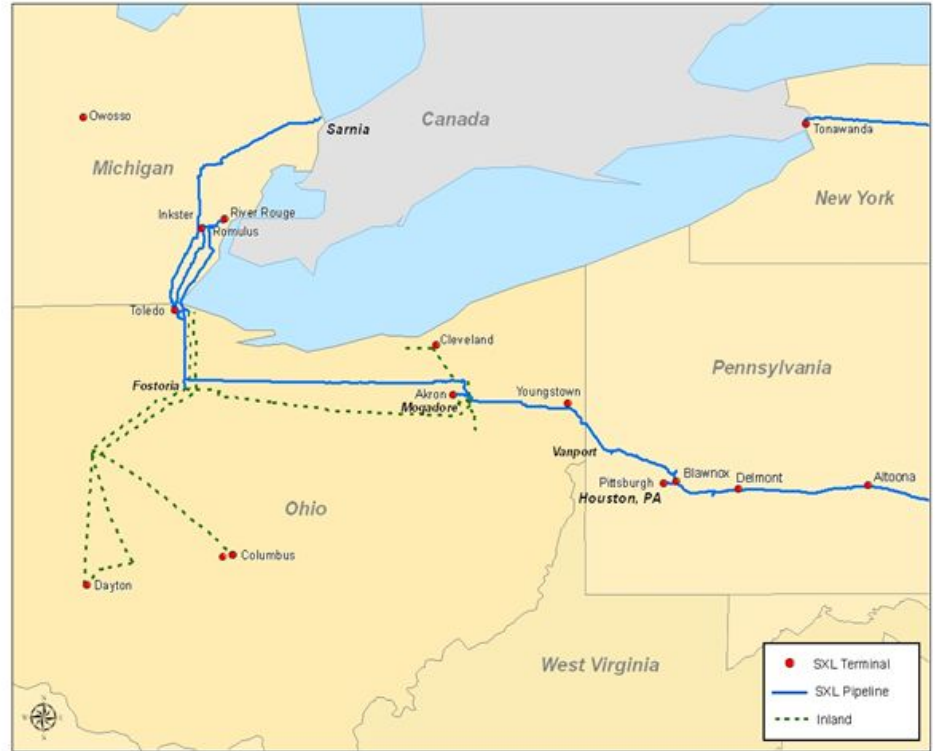 Owosso
Sarnia
Canada
Tonawanda
Michigan
New York
Inkster
River Rouge
Romulus
Toledo
Cleveland
Pennsylvania
Fostoria
Akron
Mogadore
Youngstown
Vanport
Pittsburgh
Blawnox
Delmont
Altoona
Houston, PA
Ohio
Columbus
Dayton
West Virginia
SXL Terminal
SXL Pipeline
Inland